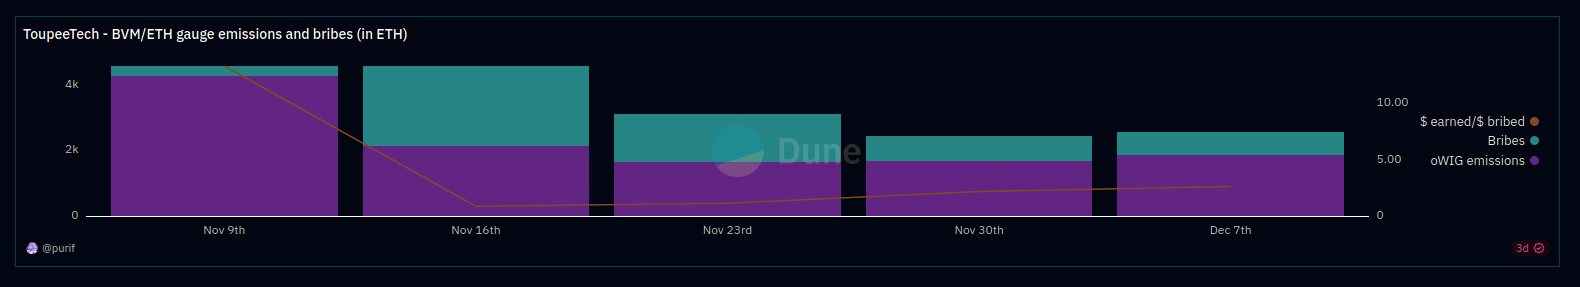 ToupeeTech - BVM/ETH gauge emissions and bribes (in ETH)
4k
2k
0
10.00
5.00
0
$ earned/$ bribed
Bribes
oWIG emissions
Dune
Nov 9th
Nov 16th
Nov 23rd
Nov 30th
Dec 7th
@purif
3d